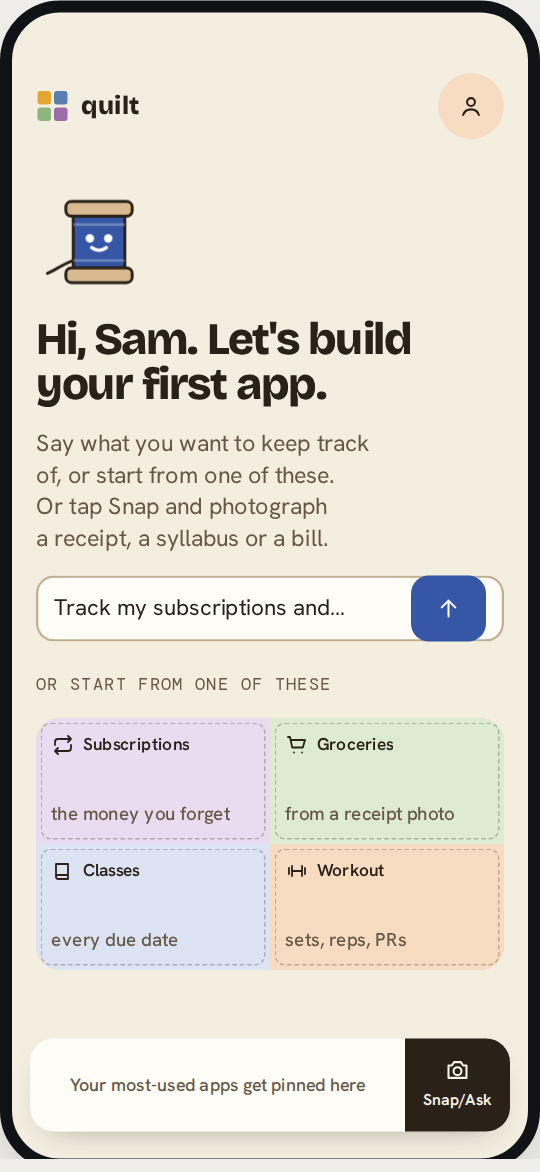 quilt
Hi, Sam. Let's build
your first app.
Say what you want to keep track
of, or start from one of these.
Or tap Snap and photograph
a receipt, a syllabus or a bill.
Track my subscriptions and...
OR START FROM ONE OF THESE
Subscriptions
the money you forget
Groceries
from a receipt photo
Classes
every due date
Workout
sets, reps, PRs
Your most-used apps get pinned here
Snap/Ask